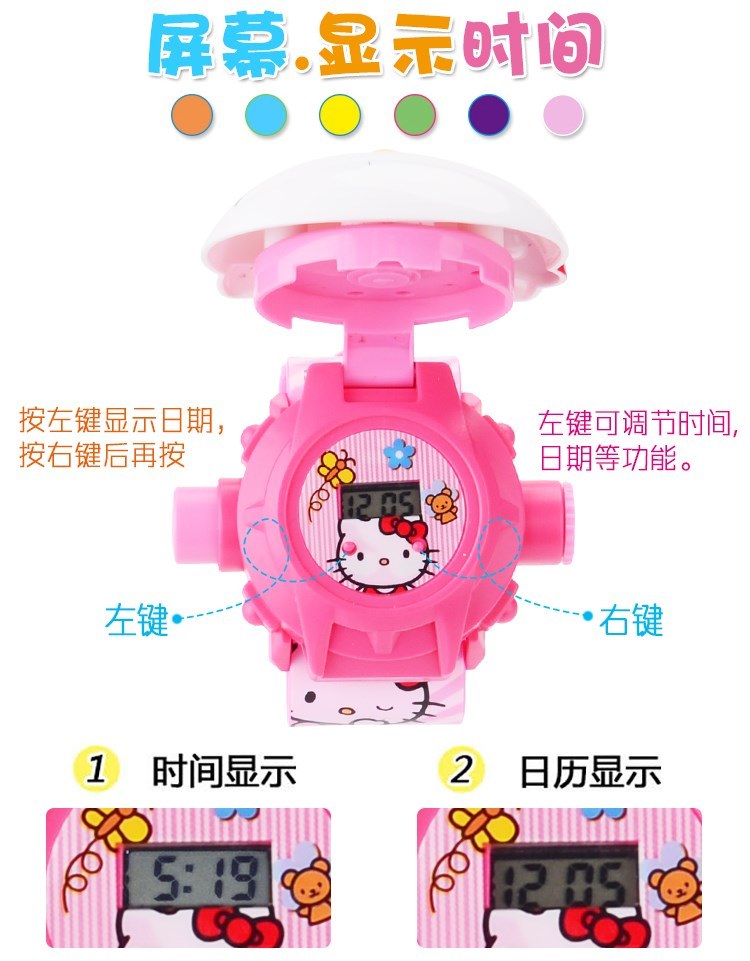 屏幕.显示时间
按左键显示日期，
按右键后再按
左键可调节时间,
日期等功能。
12 05
左键
右键
1 时间显示
2 日历显示
5:19
12 05